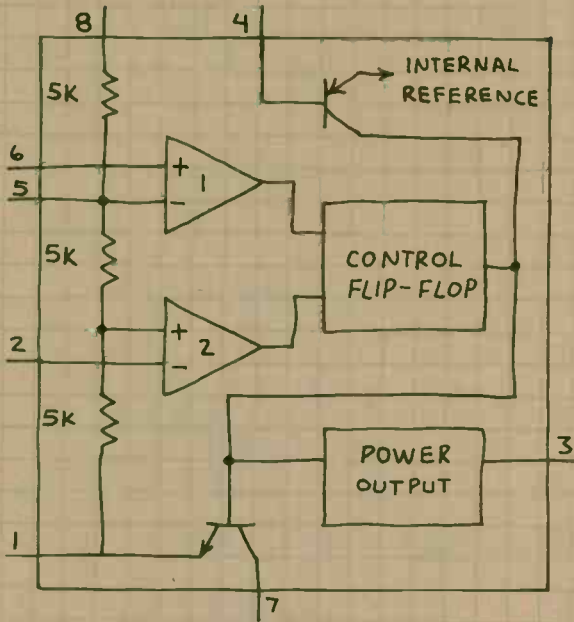 8
4
5K
INTERNAL
REFERENCE
6
+
1
5
-
5K
CONTROL
FLIP-FLOP
+
2
2
-
5K
POWER
OUTPUT
3
1
7